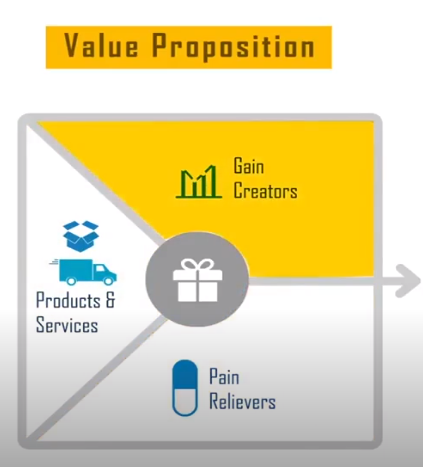 Value Proposition
Gain
Creators
Products &
Services
Pain
Relievers